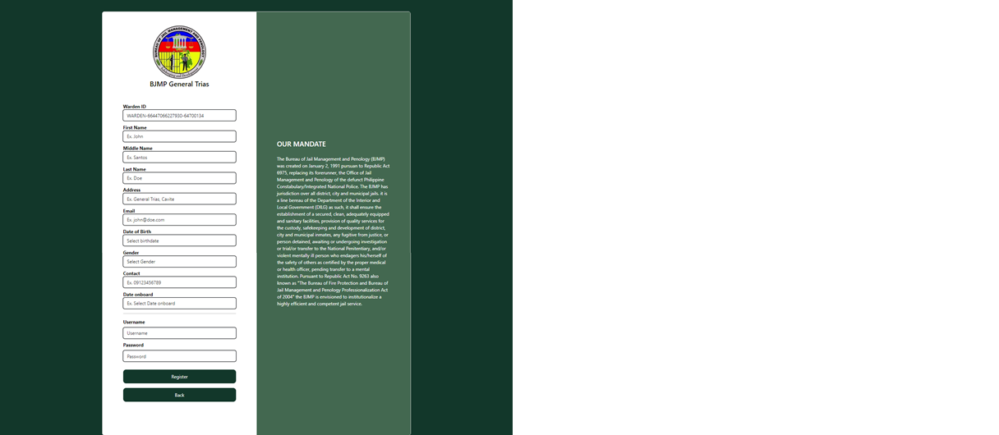 BUREAU OF JAIL MANAGEMENT AND PENOLOGY
BJMP General Trias
Warden ID
WARDEN-66447066227930-64700134
First Name
Ex. John
Middle Name
Ex. Santos
Last Name
Ex. Doe
Address
Ex. General Trias, Cavite
Email
Ex. john@doe.com
Date of Birth
Select birthdate
Gender
Select Gender
Contact
Ex. 09123456789
Date onboard
Ex. Select Date onboard
Username
Username
Password
Password
Register
Back
OUR MANDATE
The Bureau of Jail Management and Penology (BJMP)
was created on January 2, 1991 pursuant to Republic Act
6975, replacing its forerunner, the Office of Jail
Management and Penology of the defunct Philippine
Constabulary/Integrated National Police. The BJMP has
jurisdiction over all district, city and municipal jails. it is
a line bereau of the Department of the Interior and
Local Government (DILG) as such, it shall ensure the
establishment of a secured, clean, adequately equipped
and sanitary facilities, provision of quality services for
the custody, safekeeping and development of district,
city and municipal inmates, any fugitive from justice, or
person detained, awaiting or undergoing investigation
or trial/or transfer to the National Penitentiary, and/or
violent mentally ill person who endagers his/herself of
the safety of others as certified by the proper medical
or health officer, pending transfer to a mental
institution. Pursuant to Republic Act No. 9263 also
known as "The Bureau of Fire Protection and Bureau of
Jail Management and Penology Professionalization Act
of 2004" the BJMP is envisioned to institutionalize a
highly efficient and competent jail service.